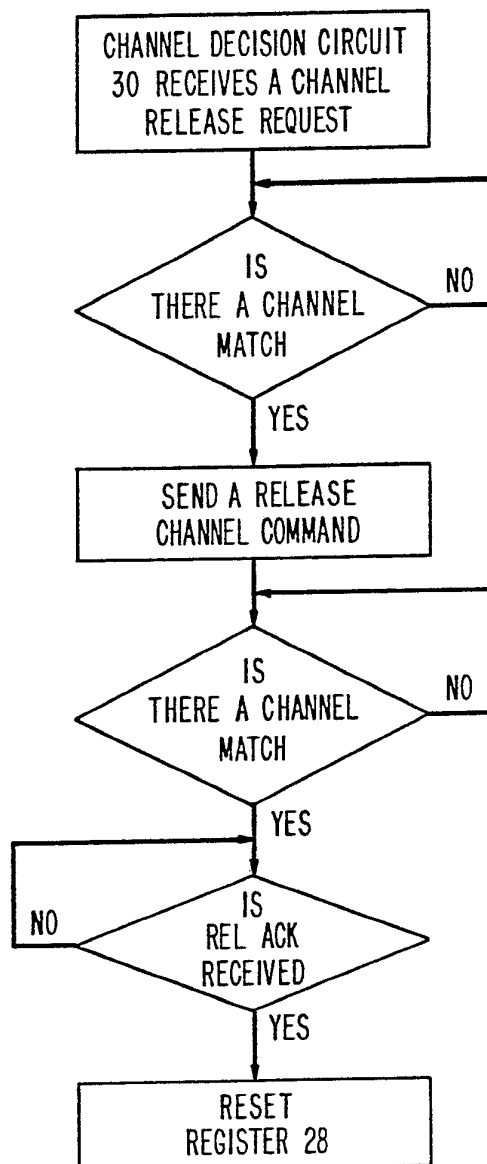 CHANNEL DECISION CIRCUIT
30 RECEIVES A CHANNEL
RELEASE REQUEST
IS
THERE A CHANNEL
MATCH
NO
YES
SEND A RELEASE
CHANNEL COMMAND
IS
THERE A CHANNEL
MATCH
NO
YES
IS
REL ACK
RECEIVED
NO
YES
RESET
REGISTER 28